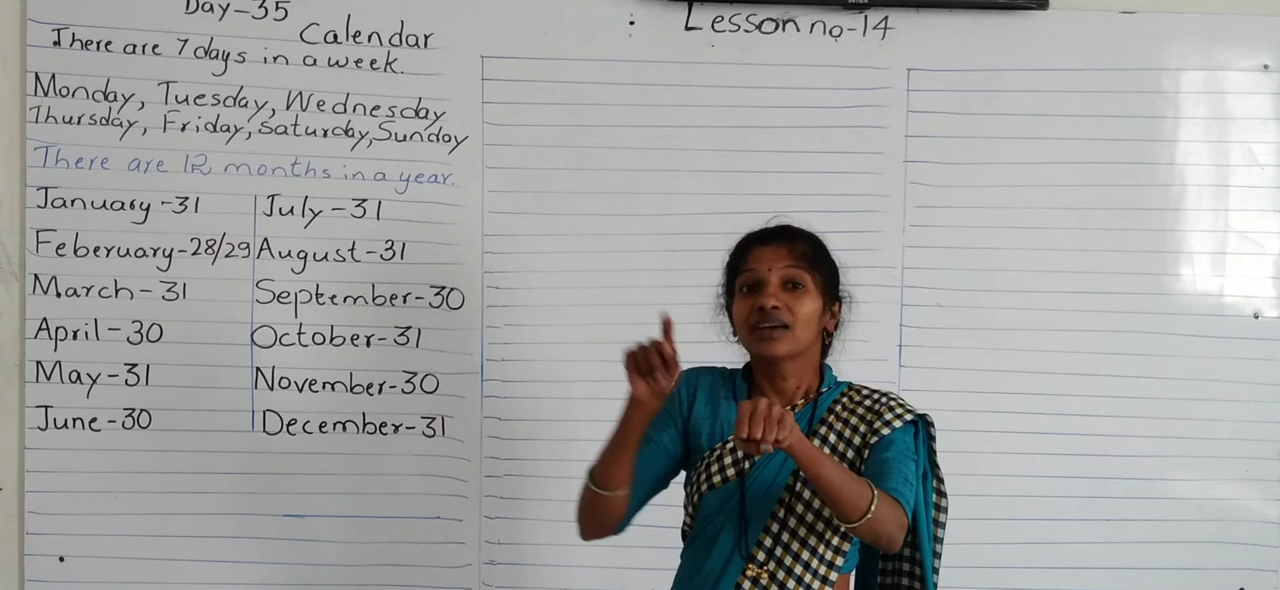 Day-35
: Lesson no-14
Calendar
There are 7 days in a week.
Monday, Tuesday, Wednesday
Thursday, Friday, Saturday, Sunday
There are 12 months in a year.
January-31
Feberuary-28/29
March-31
April-30
May-31
June-30
July-31
August-31
September-30
October-31
November-30
December-31